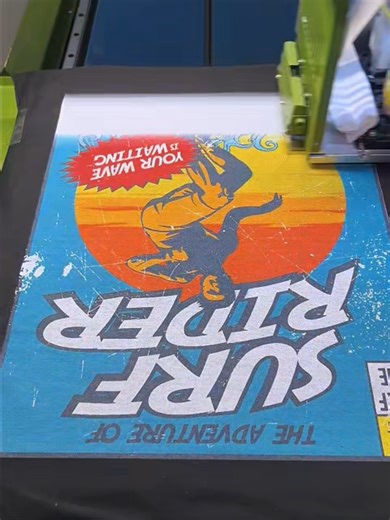 THE ADVENTURE OF
SURF
RIDER
YOUR WAVE
IS WAITING